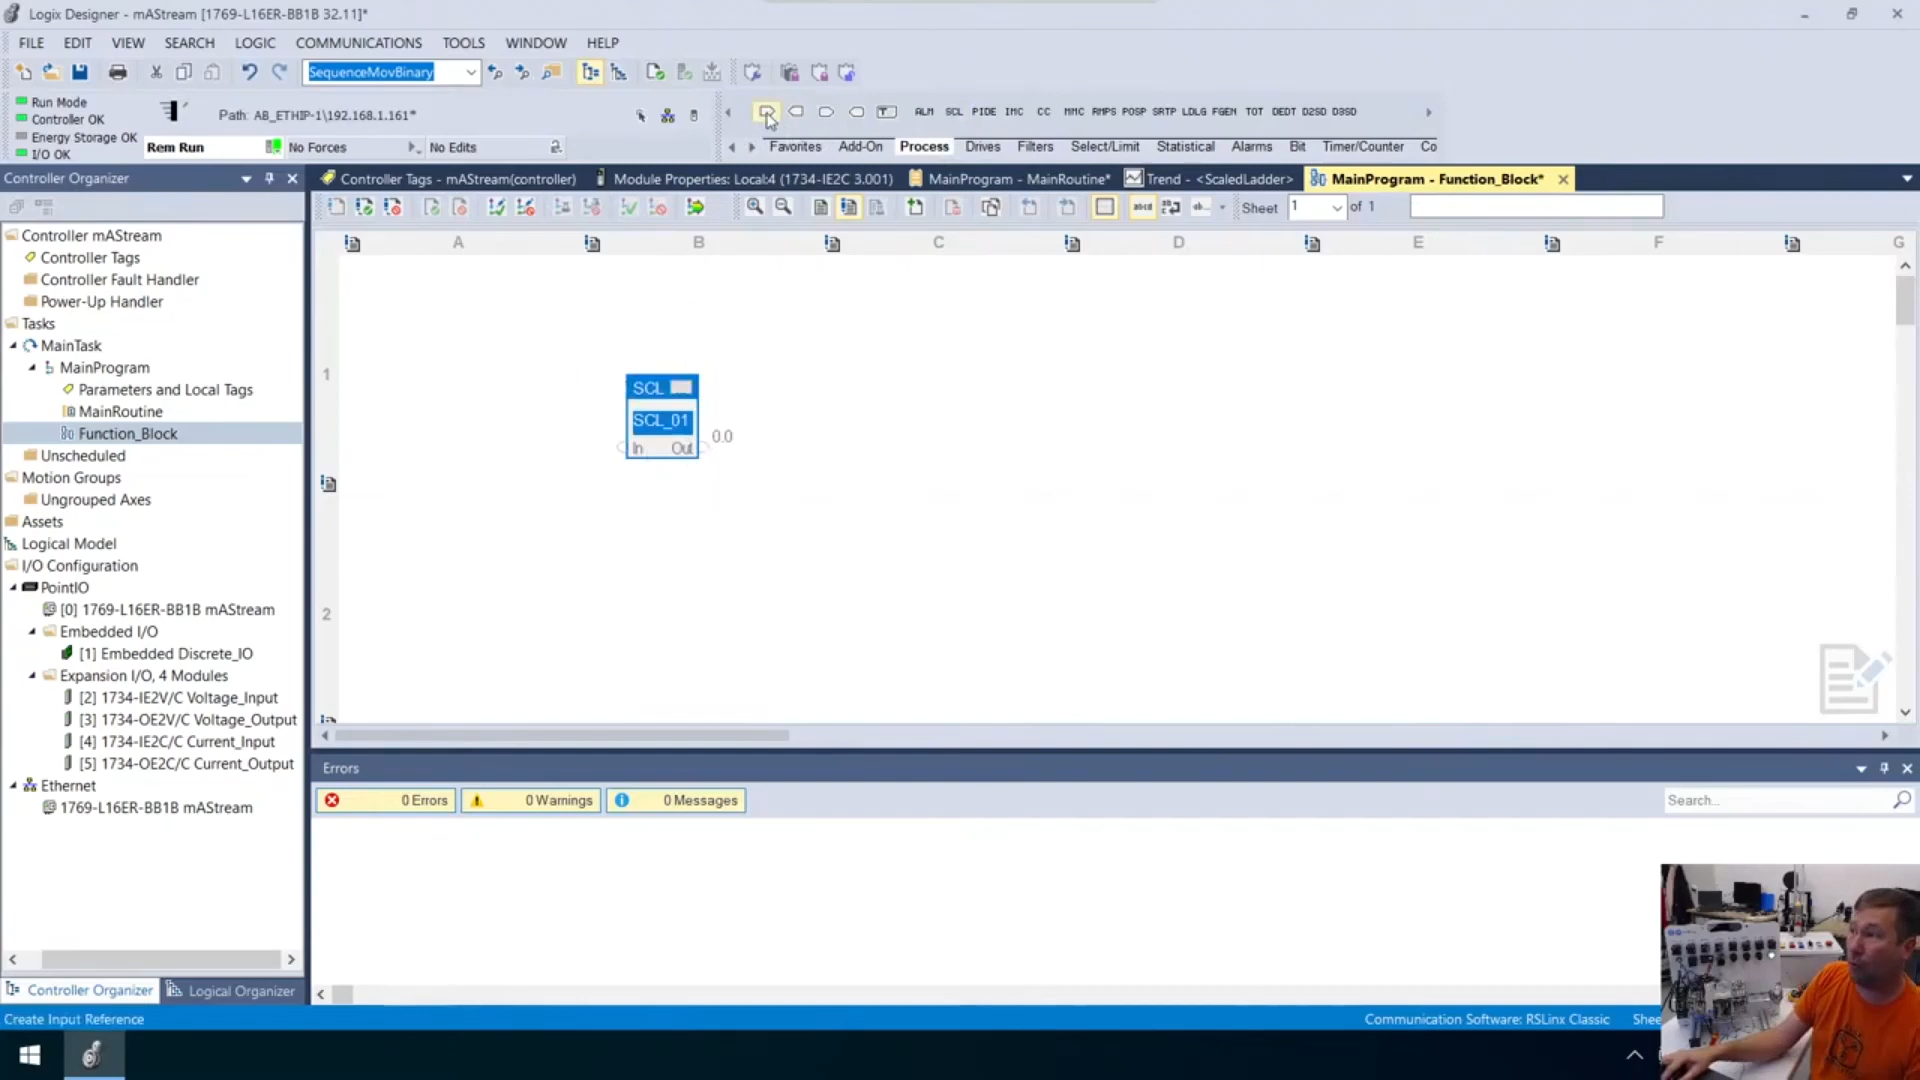 Logix Designer - mAStream [1769-L16ER-BB1B 32.11]*
FILE EDIT VIEW SEARCH LOGIC COMMUNICATIONS TOOLS WINDOW HELP
SequenceMovBinary
Run Mode
Controller OK
Energy Storage OK
I/O OK
Path: AB_ETHIP-1\192.168.1.161*
Rem Run No Forces No Edits
ALM SCL PIDE IMC CC MMC RMPS POSP SRTP LDLG FGEN TOT DEDT D2SD D3SD
Favorites Add-On Process Drives Filters Select/Limit Statistical Alarms Bit Timer/Counter Co
Controller Organizer
Controller Tags - mAStream(controller) Module Properties: Local:4 (1734-IE2C 3.001) MainProgram - MainRoutine* Trend - <ScaledLadder> MainProgram - Function_Block*
Sheet 1 of 1
A B C D E F G
1
2
SCL
SCL_01
In Out
0.0
Controller mAStream
Controller Tags
Controller Fault Handler
Power-Up Handler
Tasks
MainTask
MainProgram
Parameters and Local Tags
MainRoutine
Function_Block
Unscheduled
Motion Groups
Ungrouped Axes
Assets
Logical Model
I/O Configuration
PointIO
[0] 1769-L16ER-BB1B mAStream
Embedded I/O
[1] Embedded Discrete_IO
Expansion I/O, 4 Modules
[2] 1734-IE2V/C Voltage_Input
[3] 1734-OE2V/C Voltage_Output
[4] 1734-IE2C/C Current_Input
[5] 1734-OE2C/C Current_Output
Ethernet
1769-L16ER-BB1B mAStream
Errors
0 Errors 0 Warnings 0 Messages
Search...
Controller Organizer Logical Organizer
Create Input Reference
Communication Software: RSLinx Classic Shee